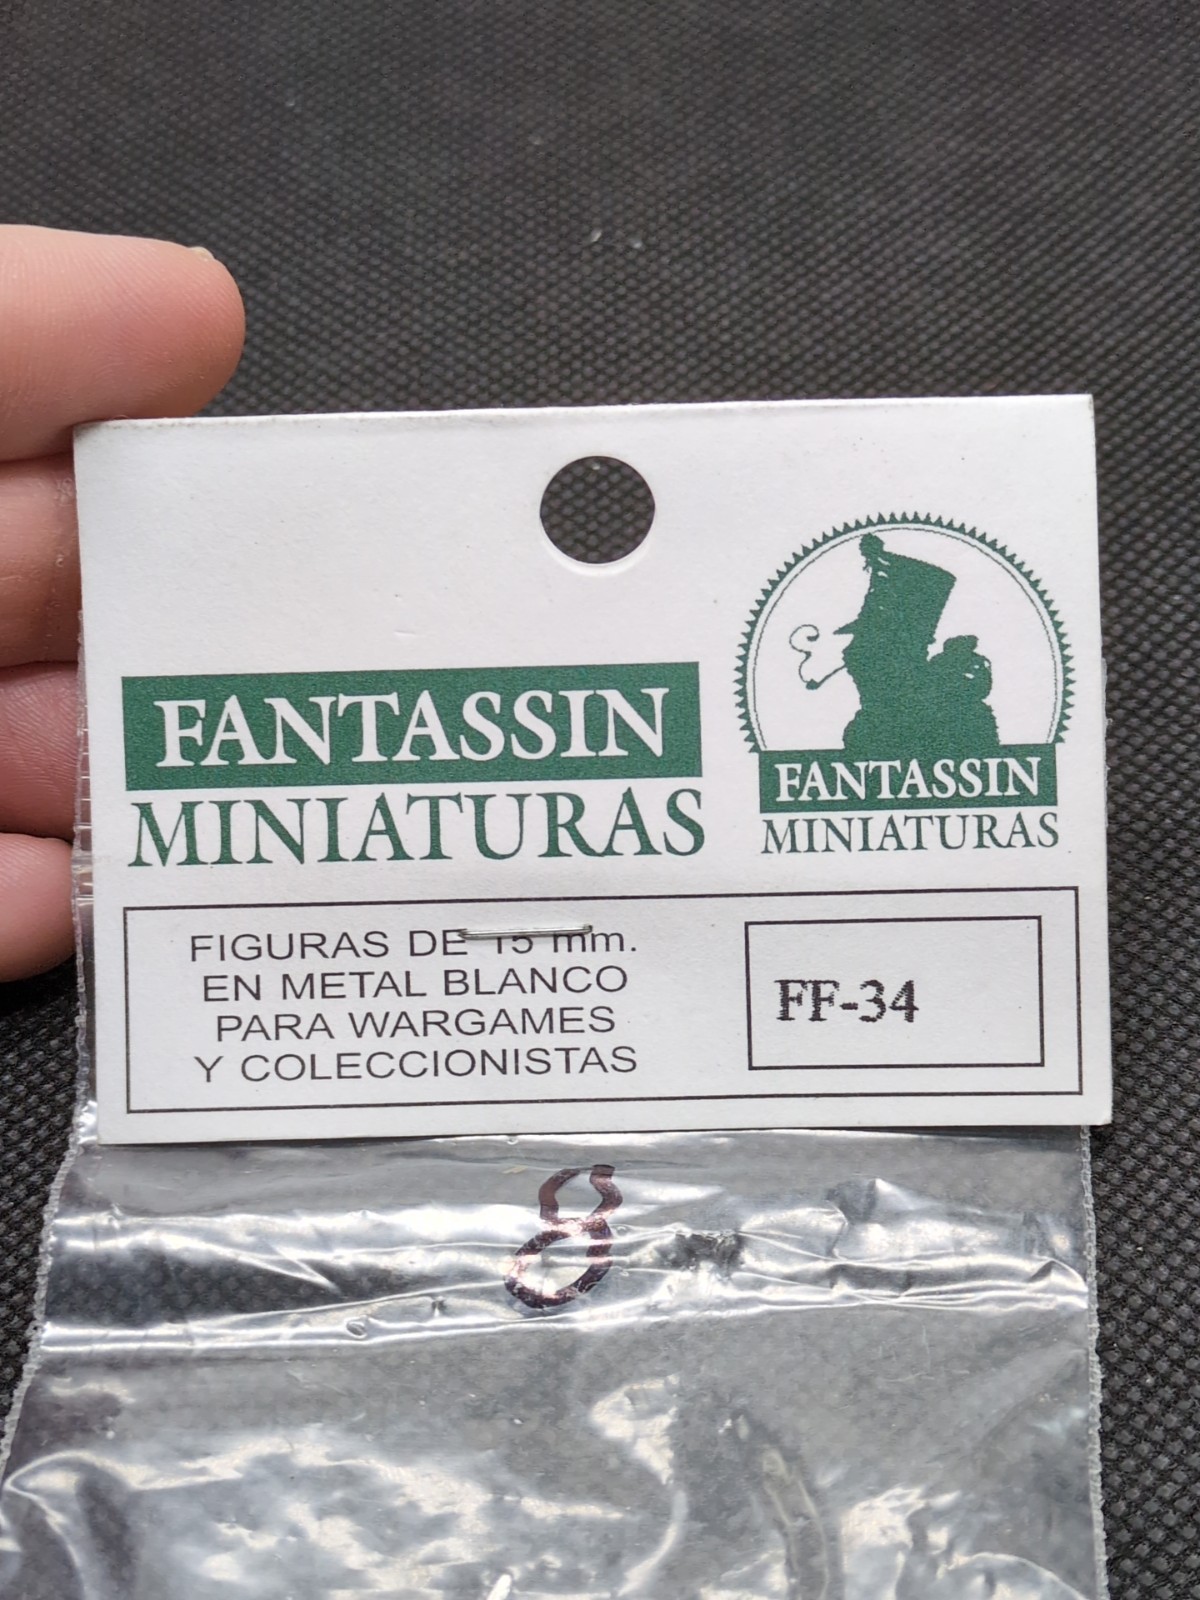 FANTASSIN
MINIATURAS
FANTASSIN
MINIATURAS
FIGURAS DE 15 mm.
EN METAL BLANCO
PARA WARGAMES
Y COLECCIONISTAS
FF-34
8